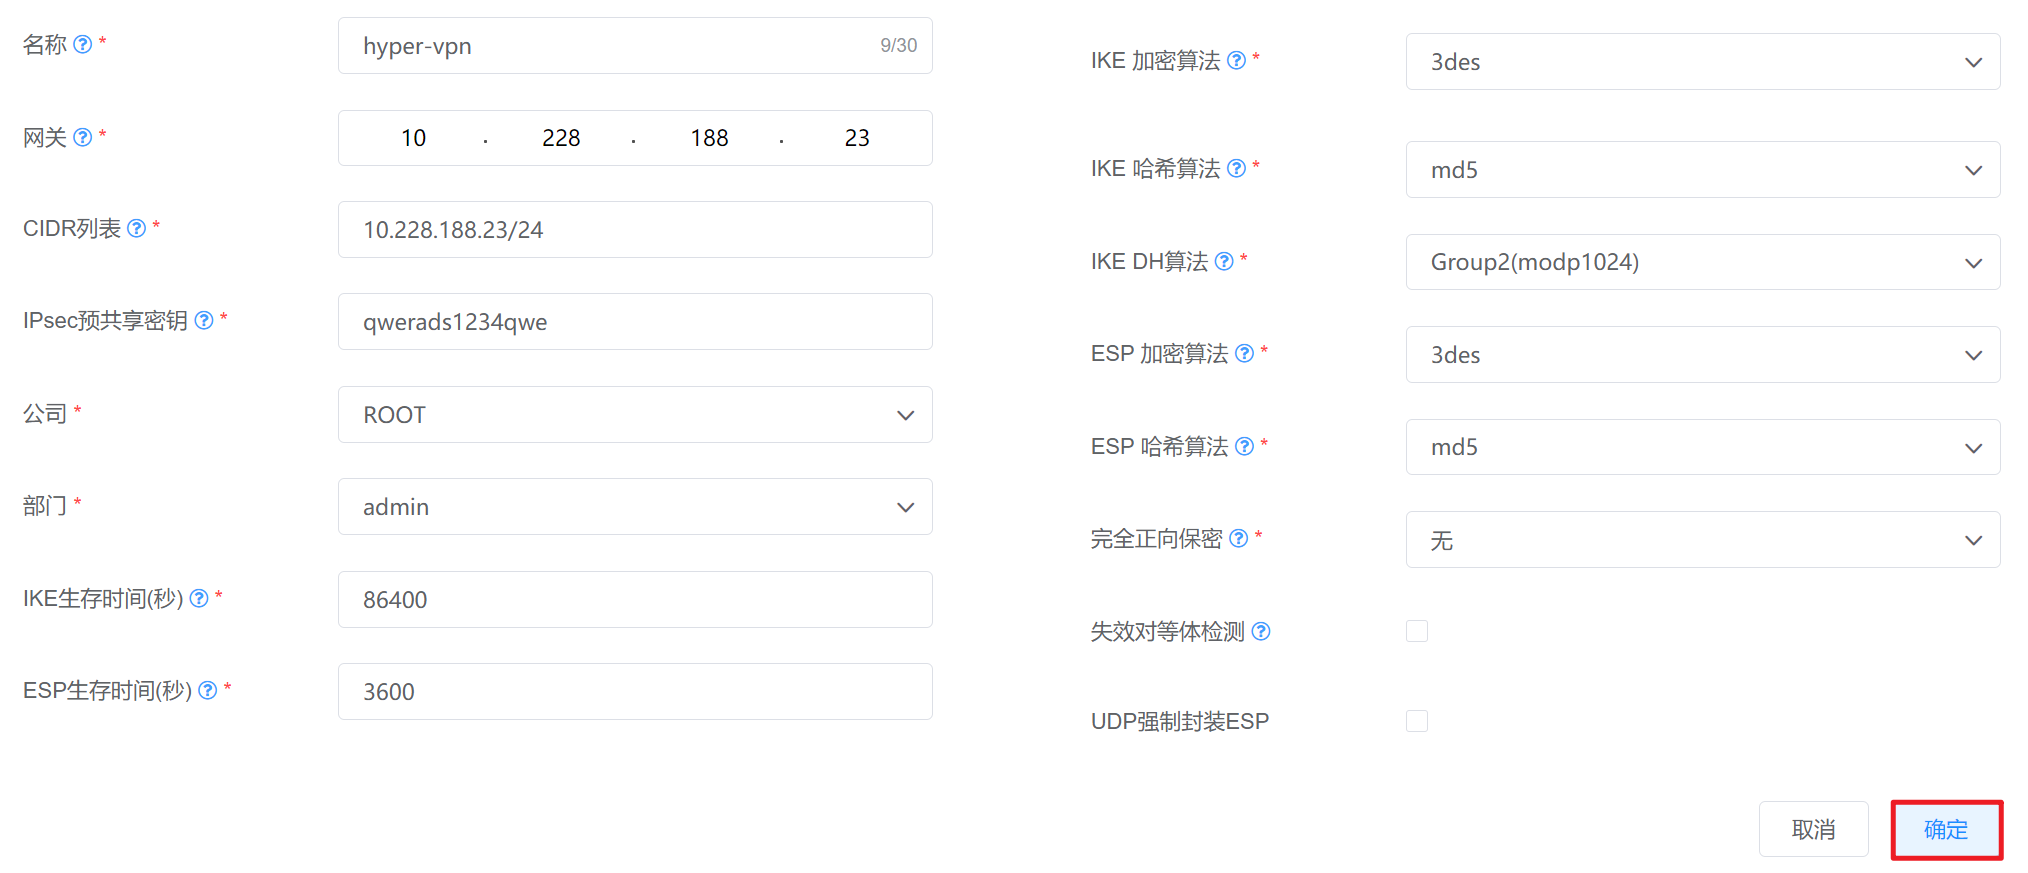 名称 ? *
hyper-vpn 9/30
网关 ? *
10 . 228 . 188 . 23
CIDR列表 ? *
10.228.188.23/24
IPsec预共享密钥 ? *
qwerads1234qwe
公司 *
ROOT
部门 *
admin
IKE生存时间(秒) ? *
86400
ESP生存时间(秒) ? *
3600
IKE 加密算法 ? *
3des
IKE 哈希算法 ? *
md5
IKE DH算法 ? *
Group2(modp1024)
ESP 加密算法 ? *
3des
ESP 哈希算法 ? *
md5
完全正向保密 ? *
无
失效对等体检测 ?
UDP强制封装ESP
取消
确定